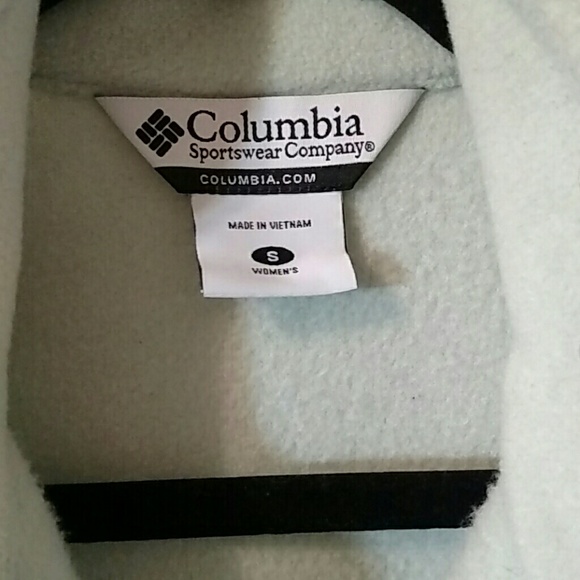 Columbia
Sportswear Company®
COLUMBIA.COM
MADE IN VIETNAM
S
WOMEN'S